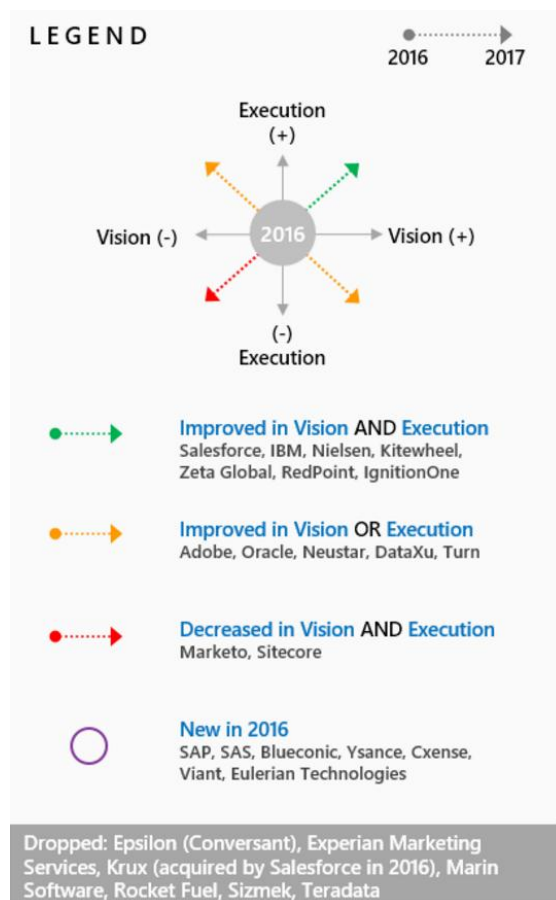 LEGEND
2016 2017
Execution
(+)
Vision (-) 2016 Vision (+)
(-)
Execution
Improved in Vision AND Execution
Salesforce, IBM, Nielsen, Kitewheel,
Zeta Global, RedPoint, IgnitionOne
Improved in Vision OR Execution
Adobe, Oracle, Neustar, DataXu, Turn
Decreased in Vision AND Execution
Marketo, Sitecore
New in 2016
SAP, SAS, Blueconic, Ysance, Cxense,
Viant, Eulerian Technologies
Dropped: Epsilon (Conversant), Experian Marketing
Services, Krux (acquired by Salesforce in 2016), Marin
Software, Rocket Fuel, Sizmek, Teradata